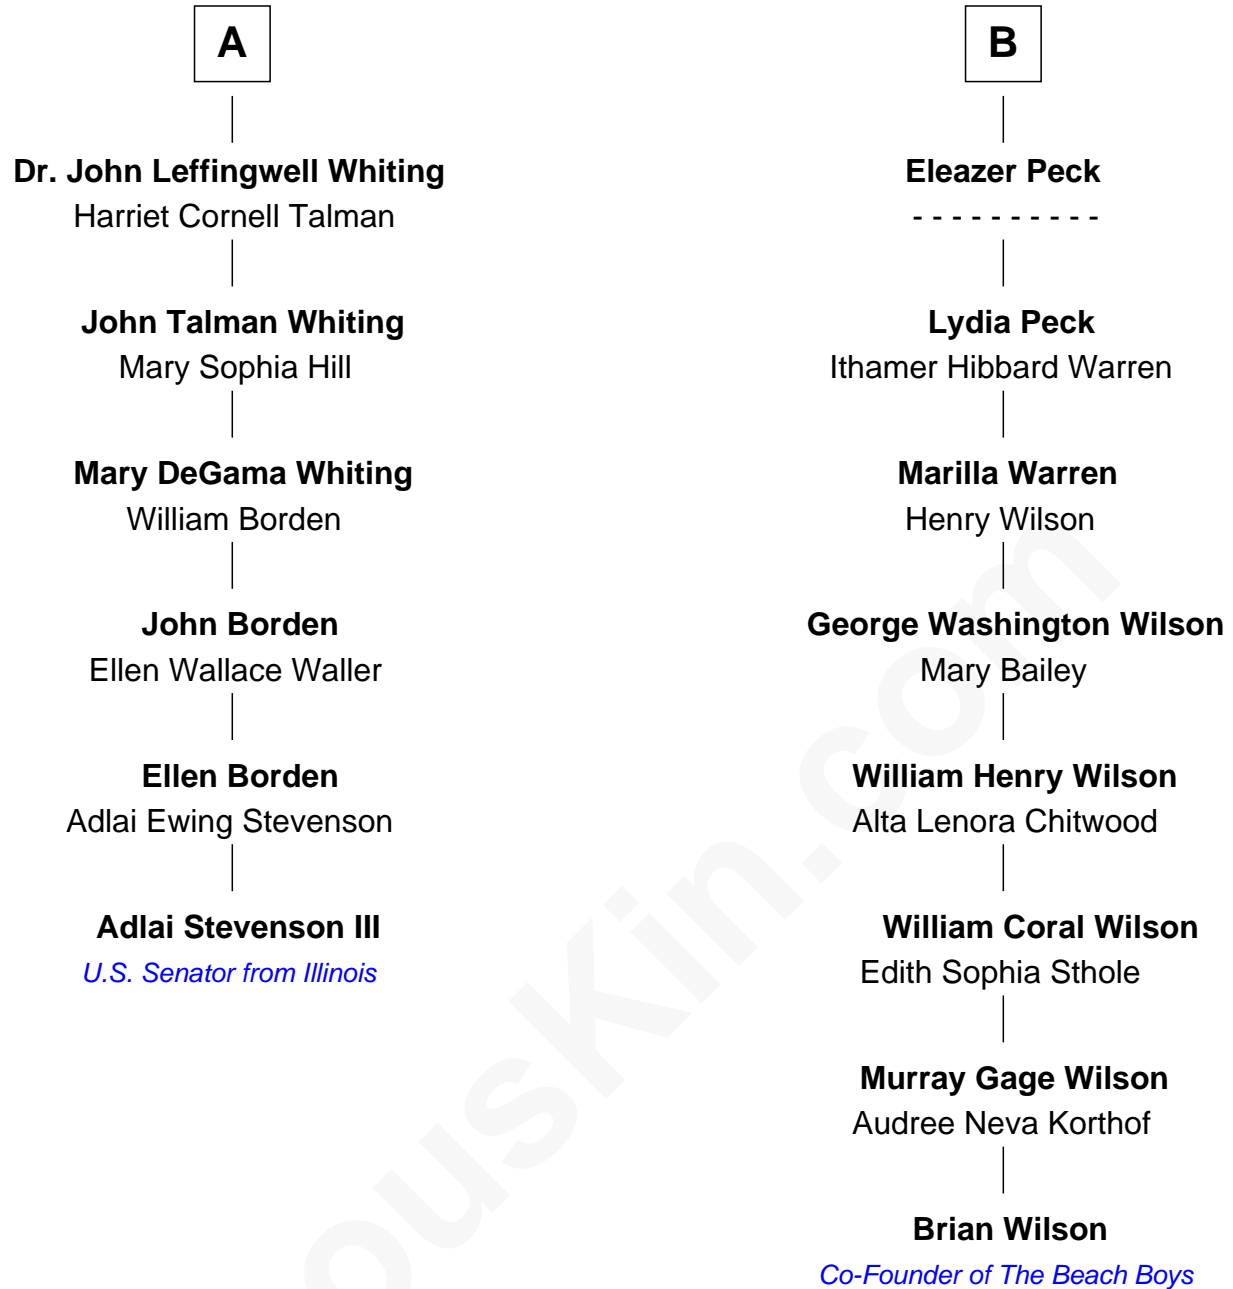 A
Dr. John Leffingwell Whiting
Harriet Cornell Talman
John Talman Whiting
Mary Sophia Hill
Mary DeGama Whiting
William Borden
John Borden
Ellen Wallace Waller
Ellen Borden
Adlai Ewing Stevenson
Adlai Stevenson III
U.S. Senator from Illinois
B
Eleazer Peck
- - - - - - - - - -
Lydia Peck
Ithamer Hibbard Warren
Marilla Warren
Henry Wilson
George Washington Wilson
Mary Bailey
William Henry Wilson
Alta Lenora Chitwood
William Coral Wilson
Edith Sophia Sthole
Murray Gage Wilson
Audree Neva Korthof
Brian Wilson
Co-Founder of The Beach Boys
ousKin.com